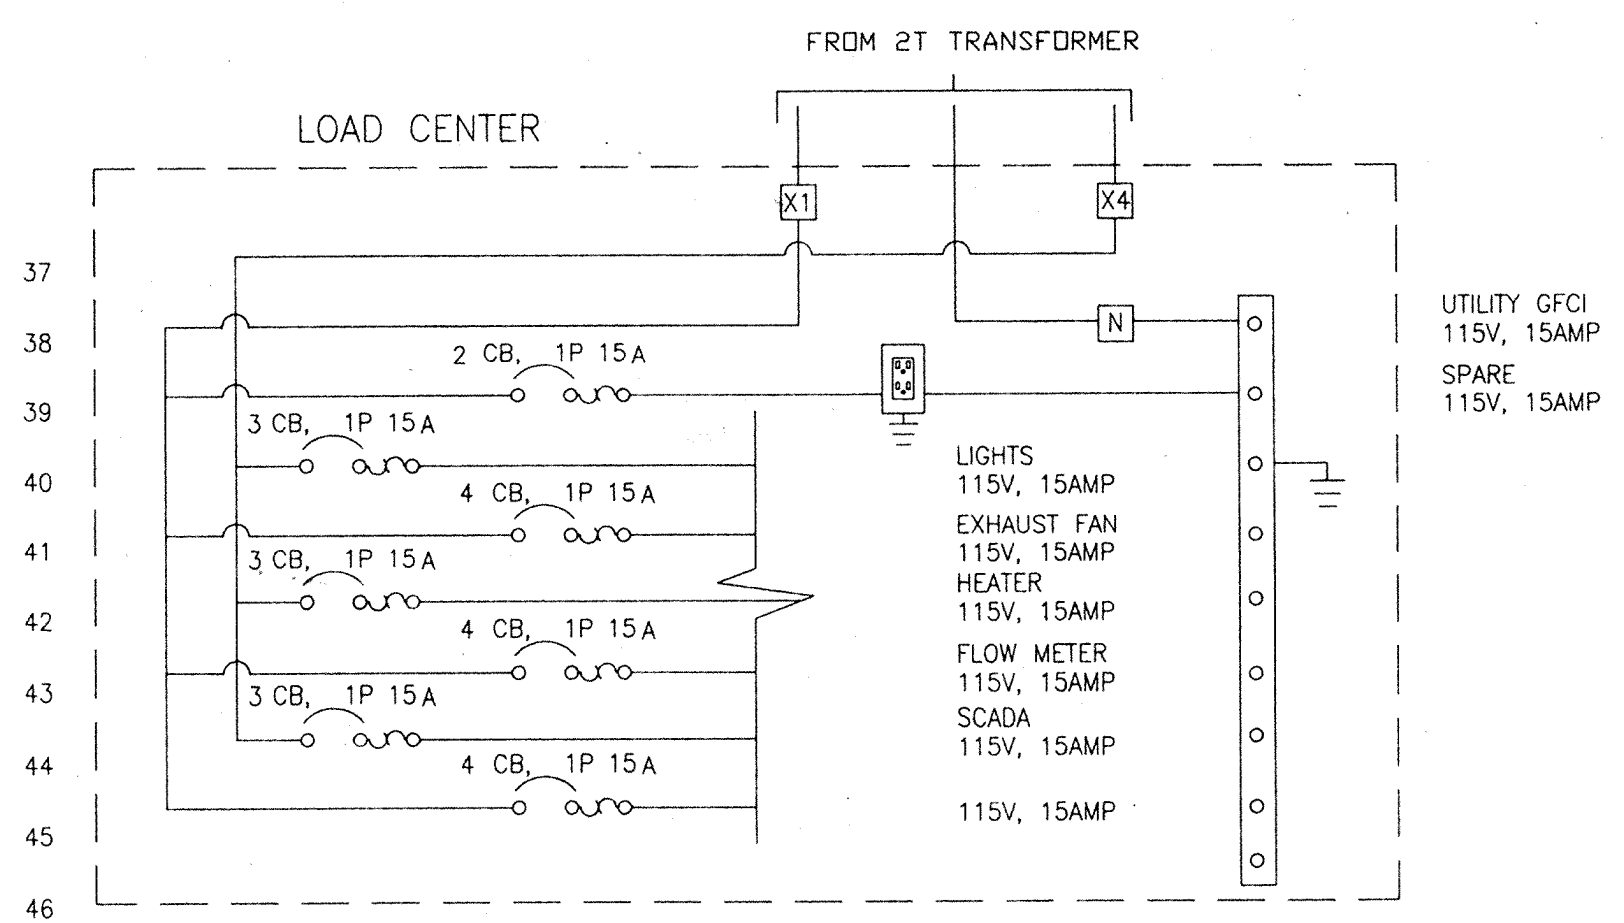 FROM 2T TRANSFORMER
LOAD CENTER
X1
X4
37
UTILITY GFCI
N
115V, 15AMP
38
2 CB, 1P 15A
SPARE
115V, 15AMP
39
3 CB, 1P 15A
LIGHTS
40
115V, 15AMP
4 CB, 1P 15A
EXHAUST FAN
41
115V, 15AMP
3 CB, 1P 15A
HEATER
115V, 15AMP
42
4 CB, 1P 15A
FLOW METER
115V, 15AMP
43
3 CB, 1P 15A
SCADA
115V, 15AMP
44
4 CB, 1P 15A
115V, 15AMP
45
46